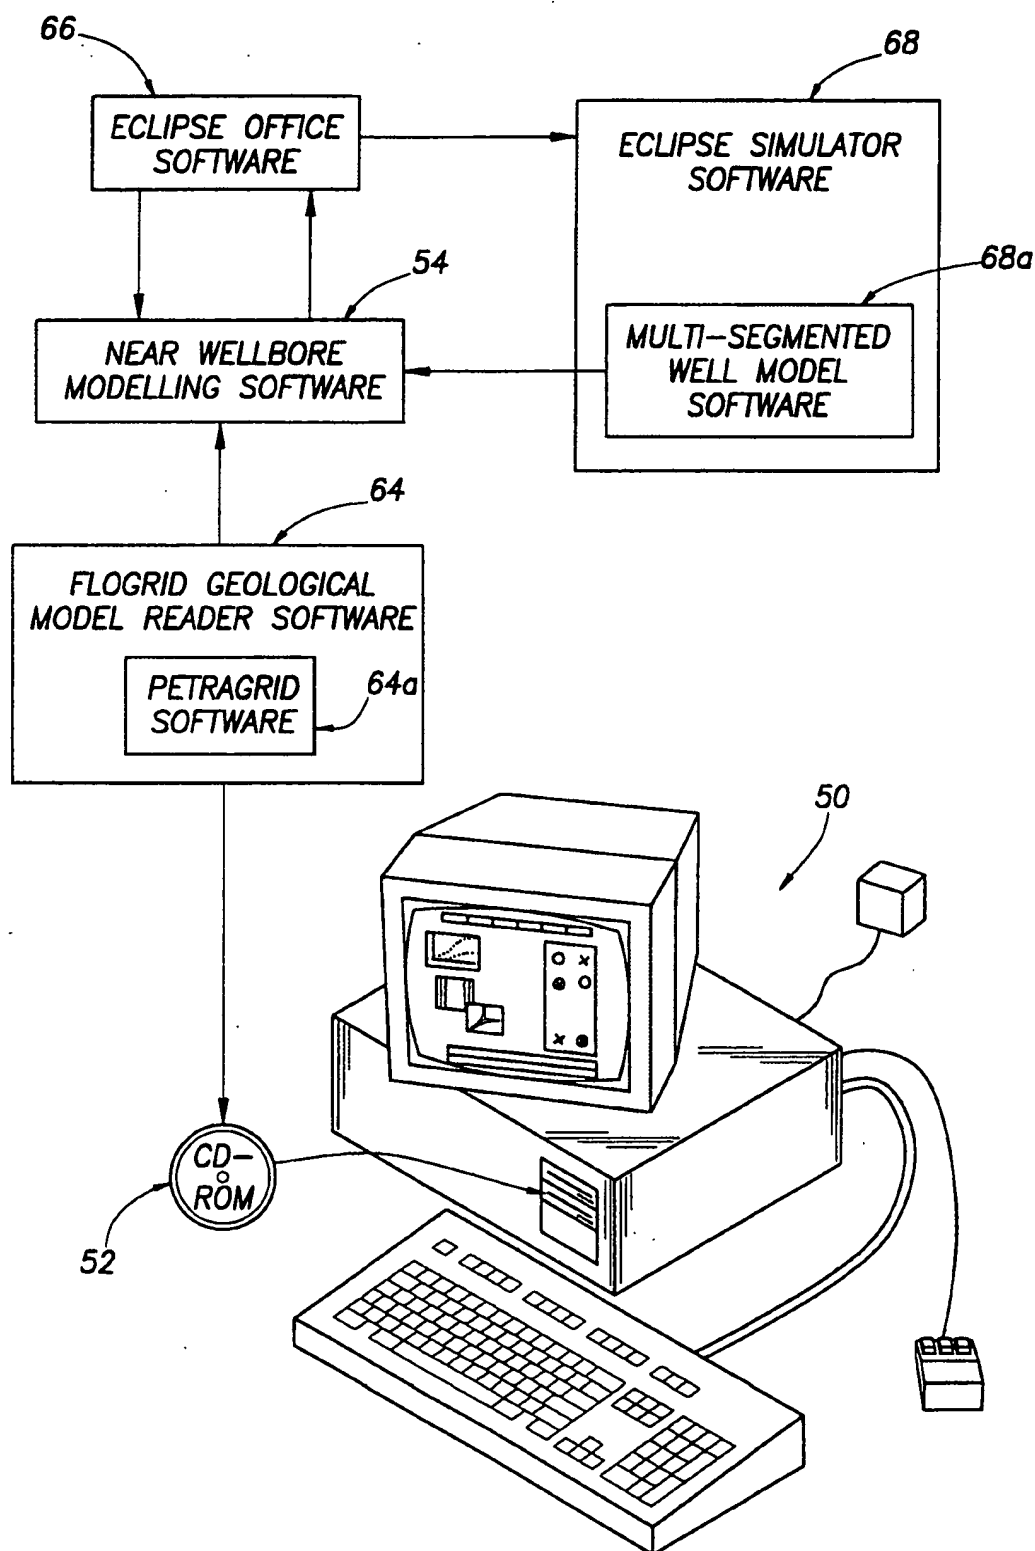 66
ECLIPSE OFFICE
SOFTWARE
68
ECLIPSE SIMULATOR
SOFTWARE
54
NEAR WELLBORE
MODELLING SOFTWARE
68a
MULTI-SEGMENTED
WELL MODEL
SOFTWARE
64
FLOGRID GEOLOGICAL
MODEL READER SOFTWARE
PETRAGRID
SOFTWARE
64a
50
CD-
ROM
52